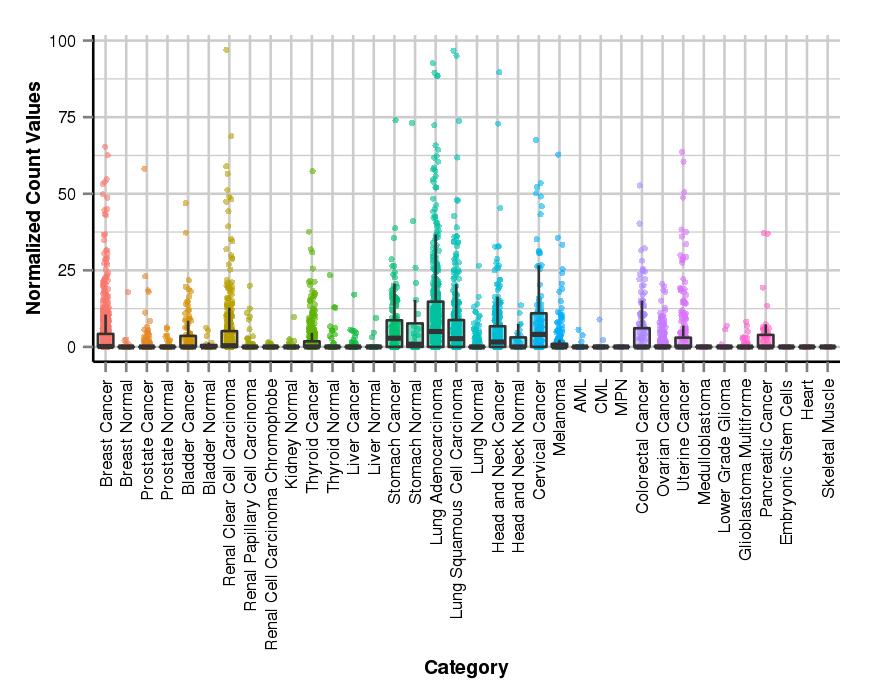 100
75
50
25
0
Normalized Count Values
Breast Cancer
Breast Normal
Prostate Cancer
Prostate Normal
Bladder Cancer
Bladder Normal
Renal Clear Cell Carcinoma
Renal Papillary Cell Carcinoma
Renal Cell Carcinoma Chromophobe
Kidney Normal
Thyroid Cancer
Thyroid Normal
Liver Cancer
Liver Normal
Stomach Cancer
Stomach Normal
Lung Adenocarcinoma
Lung Squamous Cell Carcinoma
Lung Normal
Head and Neck Cancer
Head and Neck Normal
Cervical Cancer
Melanoma
AML
CML
MPN
Colorectal Cancer
Ovarian Cancer
Uterine Cancer
Medulloblastoma
Lower Grade Glioma
Glioblastoma Multiforme
Pancreatic Cancer
Embryonic Stem Cells
Heart
Skeletal Muscle
Category